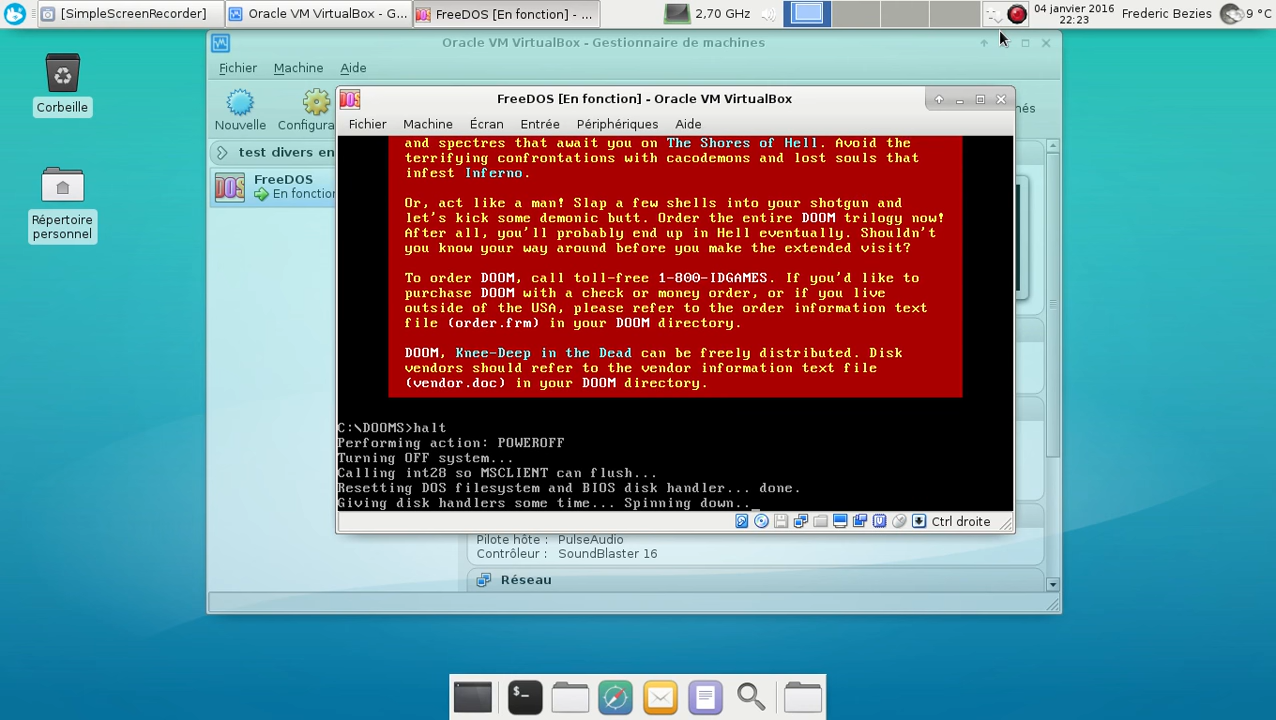 [SimpleScreenRecorder]
Oracle VM VirtualBox - G...
FreeDOS [En fonction] - ...
2,70 GHz
04 janvier 2016
22:23
Frederic Bezies
9 °C
Corbeille
Répertoire
personnel
Oracle VM VirtualBox - Gestionnaire de machines
Fichier Machine Aide
Nouvelle
Configura
test divers en
FreeDOS
En fonction
FreeDOS [En fonction] - Oracle VM VirtualBox
Fichier Machine Écran Entrée Périphériques Aide
and spectres that await you on The Shores of Hell. Avoid the
terrifying confrontations with cacodemons and lost souls that
infest Inferno.
Or, act like a man! Slap a few shells into your shotgun and
let's kick some demonic butt. Order the entire DOOM trilogy now!
After all, you'll probably end up in Hell eventually. Shouldn't
you know your way around before you make the extended visit?
To order DOOM, call toll-free 1-800-IDGAMES. If you'd like to
purchase DOOM with a check or money order, or if you live
outside of the USA, please refer to the order information text
file (order.frm) in your DOOM directory.
DOOM, Knee-Deep in the Dead can be freely distributed. Disk
vendors should refer to the vendor information text file
(vendor.doc) in your DOOM directory.
C:\DOOMS>halt
Performing action: POWEROFF
Turning OFF system...
Calling int28 so MSCLIENT can flush...
Resetting DOS filesystem and BIOS disk handler... done.
Giving disk handlers some time... Spinning down.._
Ctrl droite
Pilote hôte : PulseAudio
Contrôleur : SoundBlaster 16
Réseau